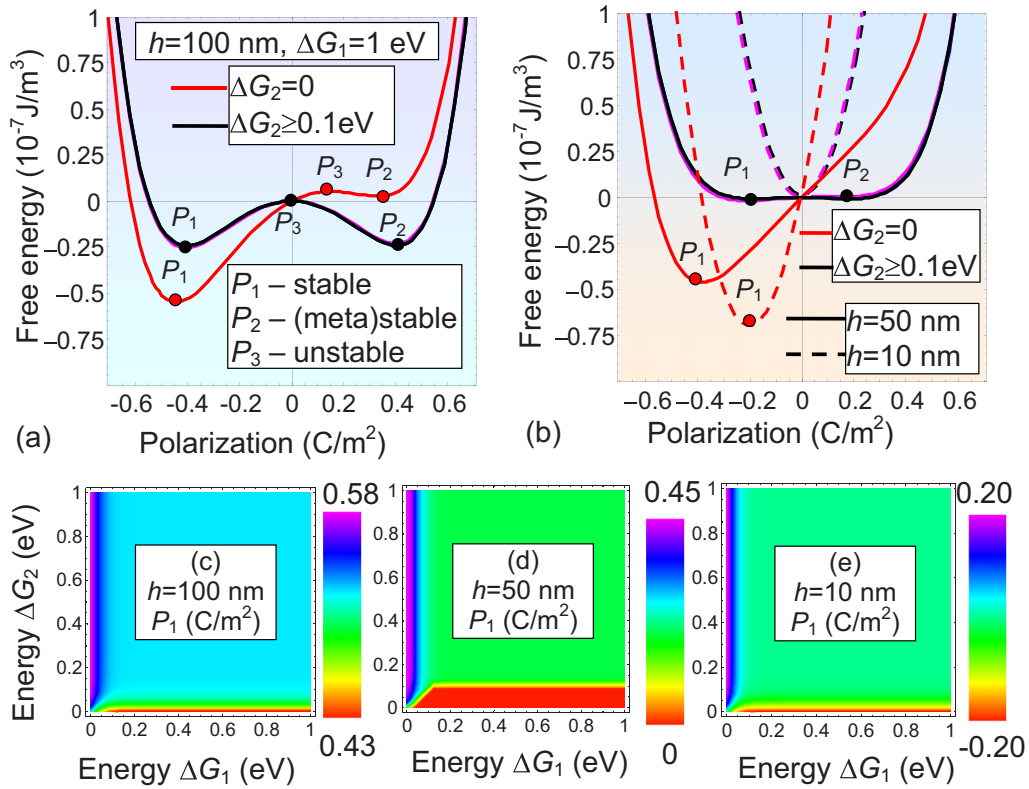 h=100 nm, ΔG₁=1 eV
ΔG₂=0
ΔG₂≥0.1eV
P₃
P₂
P₁
P₃
P₂
P₁
P₁ – stable
P₂ – (meta)stable
P₃ – unstable
Free energy (10⁻⁷J/m³)
1
0.75
0.5
0.25
0
−0.25
−0.5
−0.75
-0.6
-0.4
-0.2
0
0.2
0.4
0.6
(a)
Polarization (C/m²)
P₁
P₂
ΔG₂=0
ΔG₂≥0.1eV
P₁
P₁
h=50 nm
h=10 nm
Free energy (10⁻⁷J/m³)
1
0.75
0.5
0.25
0
−0.25
−0.5
−0.75
−0.6
−0.4
−0.2
0
0.2
0.4
0.6
(b)
Polarization (C/m²)
Energy ΔG₂ (eV)
1
0.8
0.6
0.4
0.2
0
(c)
h=100 nm
P₁ (C/m²)
0
0.2
0.4
0.6
0.8
1
Energy ΔG₁ (eV)
0.58
0.43
1
0.8
0.6
0.4
0.2
0
(d)
h=50 nm
P₁ (C/m²)
0
0.2
0.4
0.6
0.8
1
Energy ΔG₁ (eV)
0.45
0
1
0.8
0.6
0.4
0.2
0
(e)
h=10 nm
P₁ (C/m²)
0
0.2
0.4
0.6
0.8
1
Energy ΔG₁ (eV)
0.20
-0.20